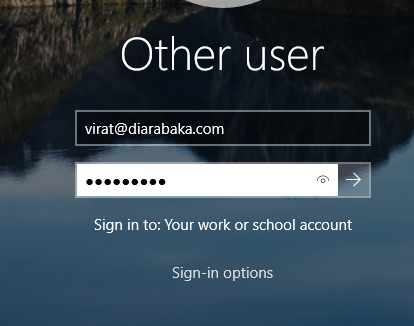 Other user
virat@diarabaka.com
●●●●●●●●●
Sign in to: Your work or school account
Sign-in options